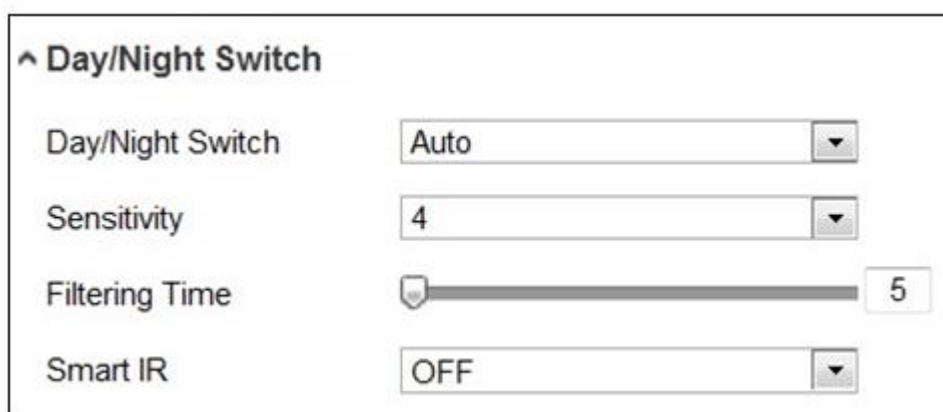 Day/Night Switch
Day/Night Switch Auto
Sensitivity 4
Filtering Time 5
Smart IR OFF